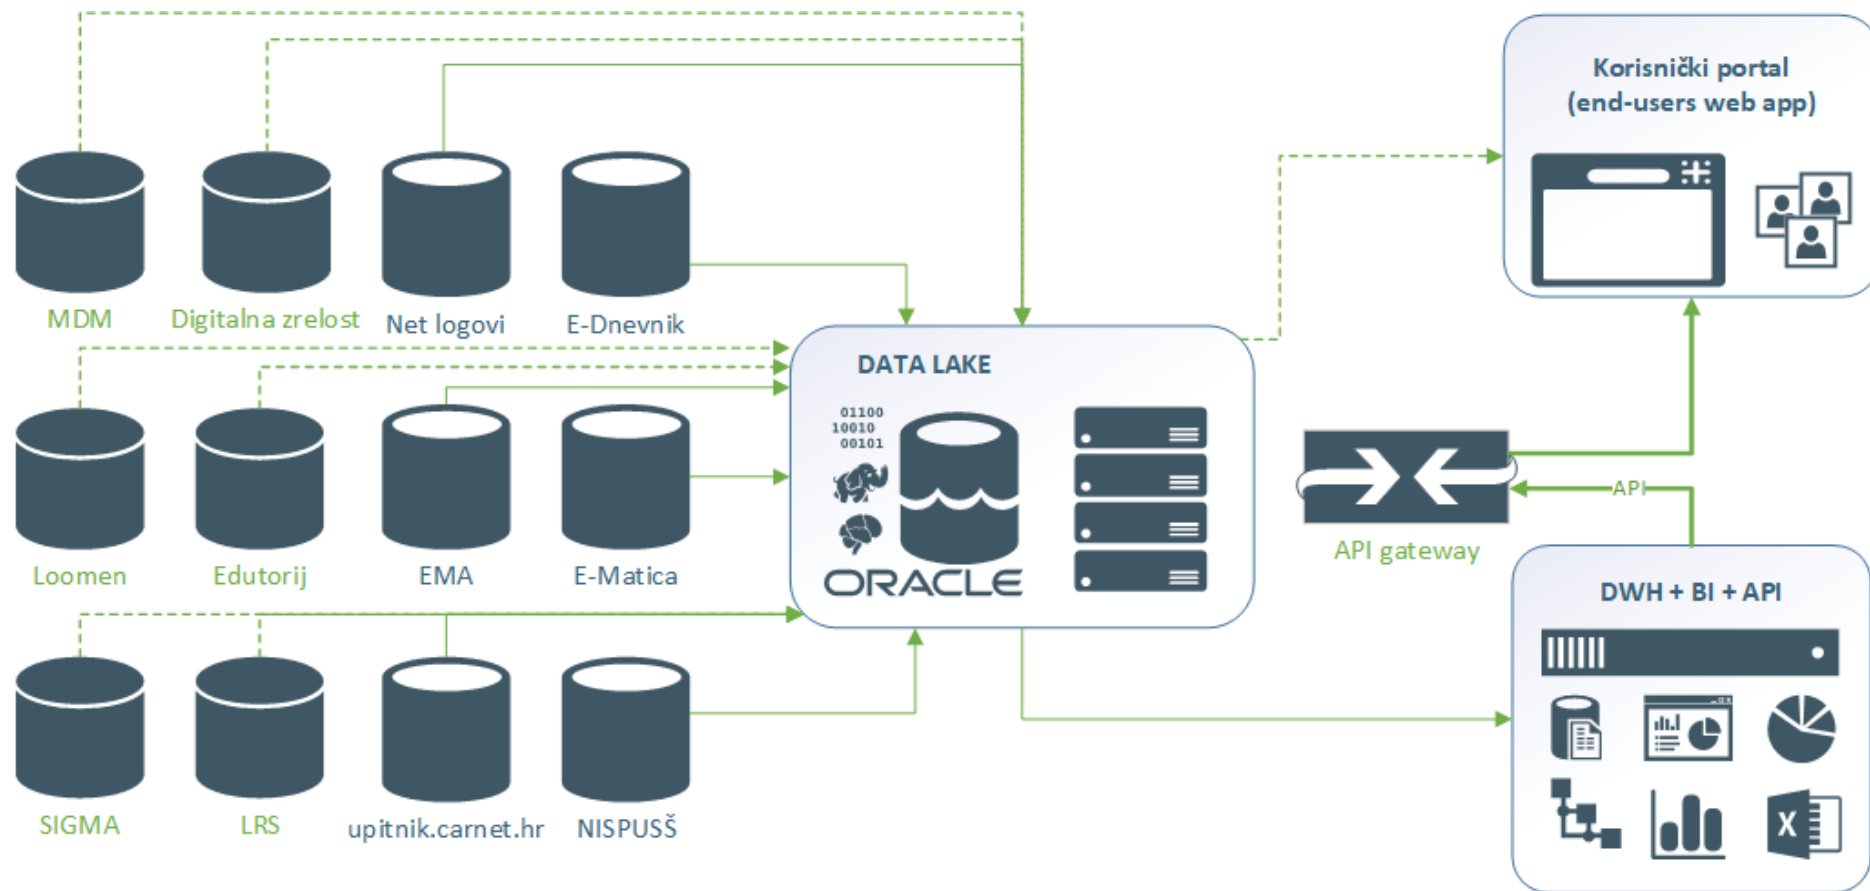 Korisnički portal
(end-users web app)
MDM
Digitalna zrelost
Net logovi
E-Dnevnik
DATA LAKE
01100
10010
00101
ORACLE
API
API gateway
Loomen
Edutorij
EMA
E-Matica
DWH + BI + API
X
SIGMA
LRS
upitnik.carnet.hr
NISPUSŠ